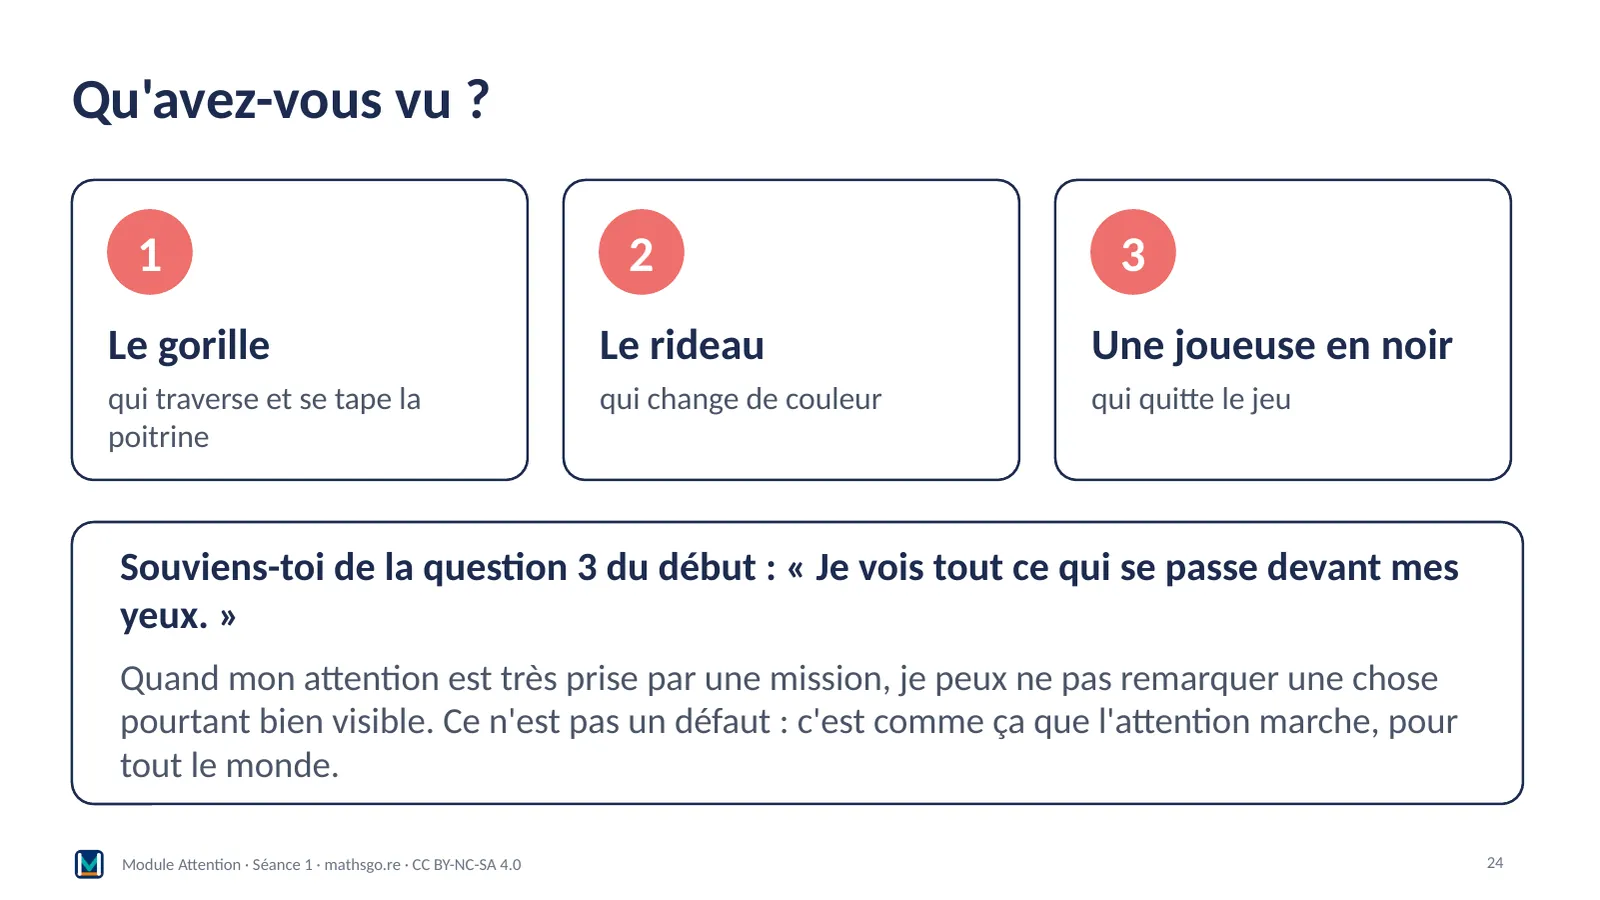 Qu'avez-vous vu ?
1
Le gorille
qui traverse et se tape la
poitrine
2
Le rideau
qui change de couleur
3
Une joueuse en noir
qui quitte le jeu
Souviens-toi de la question 3 du début : « Je vois tout ce qui se passe devant mes
yeux. »
Quand mon attention est très prise par une mission, je peux ne pas remarquer une chose
pourtant bien visible. Ce n'est pas un défaut : c'est comme ça que l'attention marche, pour
tout le monde.
Module Attention · Séance 1 · mathsgo.re · CC BY-NC-SA 4.0
24